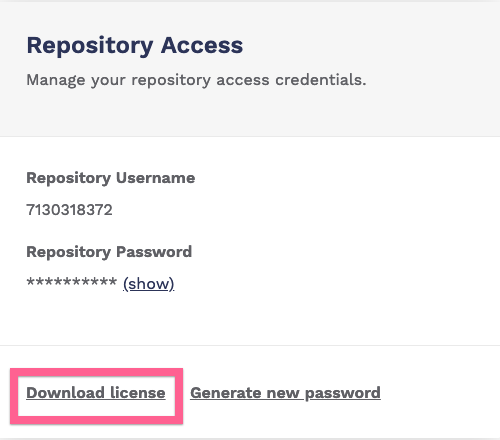 Repository Access
Manage your repository access credentials.
Repository Username
7130318372
Repository Password
********** (show)
Download license Generate new password